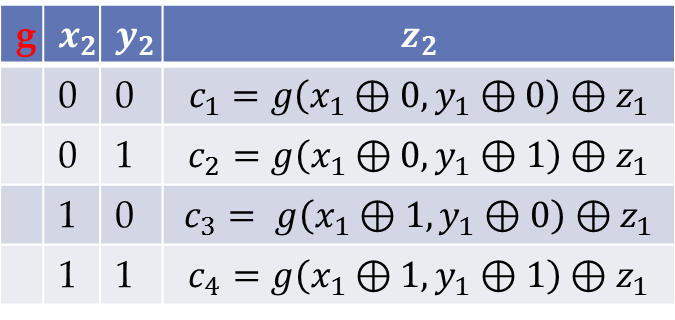 g x₂ y₂ z₂
0 0 c₁ = g(x₁ ⊕ 0, y₁ ⊕ 0) ⊕ z₁
0 1 c₂ = g(x₁ ⊕ 0, y₁ ⊕ 1) ⊕ z₁
1 0 c₃ = g(x₁ ⊕ 1, y₁ ⊕ 0) ⊕ z₁
1 1 c₄ = g(x₁ ⊕ 1, y₁ ⊕ 1) ⊕ z₁